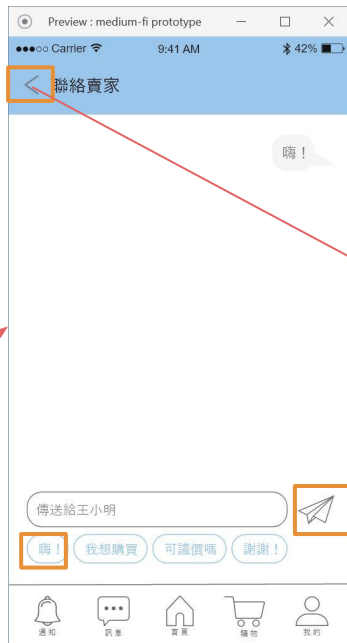 Preview : medium-fi prototype
Carrier 9:41 AM 42%
聯絡賣家
嗨！
傳送給王小明
嗨！ 我想購買 可議價嗎 謝謝！
通知 訊息 首頁 購物 我的